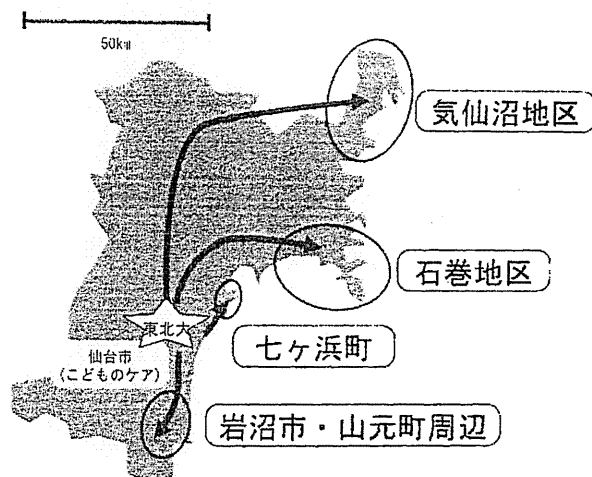 50km
気仙沼地区
石巻地区
東北大
七ヶ浜町
仙台市
(こどものケア)
岩沼市・山元町周辺